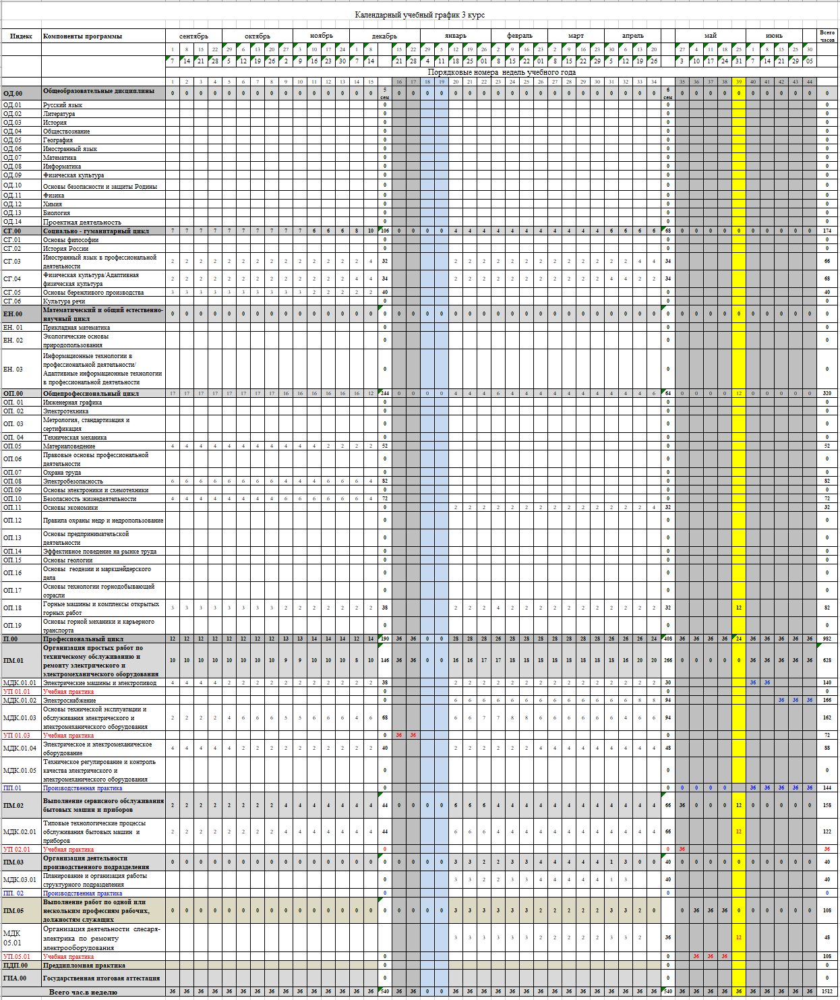 Календарный учебный график 3 курс
Индекс Компоненты программы сентябрь октябрь ноябрь декабрь январь февраль март апрель май июнь Всего часов
1 8 15 22 29 6 13 20 27 3 10 17 24 1 8 15 22 29 5 12 19 26 2 9 16 23 2 9 16 23 30 6 13 20 27 4 11 18 25 1 8 15 25 30
7 14 21 28 5 12 19 26 2 9 16 23 30 7 14 21 28 4 11 18 25 01 8 15 22 01 8 15 22 29 5 12 19 26 3 10 17 24 31 7 14 21 29 05
Порядковые номера недель учебного года
1 2 3 4 5 6 7 8 9 10 11 12 13 14 15 16 17 18 19 20 21 22 23 24 25 26 27 28 29 30 31 32 33 34 35 36 37 38 39 40 41 42 43 44
ОД.00 Общеобразовательные дисциплины 0 0 0 0 0 0 0 0 0 0 0 0 0 0 0 5 сем 0 0 0 0 0 0 0 0 0 0 0 0 0 0 0 0 0 0 0 6 сем 0 0 0 0 0 0 0 0 0 0 0
ОД.01 Русский язык 0 0 0
ОД.02 Литература 0 0 0
ОД.03 История 0 0 0
ОД.04 Обществознание 0 0 0
ОД.05 География 0 0 0
ОД.06 Иностранный язык 0 0 0
ОД.07 Математика 0 0 0
ОД.08 Информатика 0 0 0
ОД.09 Физическая культура 0 0 0
ОД.10 Основы безопасности и защиты Родины 0 0 0
ОД.11 Физика 0 0 0
ОД.12 Химия 0 0 0
ОД.13 Биология 0 0 0
ОД.14 Проектная деятельность 0 0 0
СГ.00 Социально - гуманитарный цикл 7 7 7 7 7 7 7 7 7 7 6 6 6 8 10 106 0 0 0 0 4 4 4 4 4 4 4 4 4 4 4 6 6 6 6 68 0 0 0 0 0 0 0 0 0 0 174
СГ.01 Основы философии 0 0 0
СГ.02 История России 0 0 0
СГ.03 Иностранный язык в профессиональной деятельности 2 2 2 2 2 2 2 2 2 2 2 2 2 2 4 32 2 2 2 2 2 2 2 2 2 2 2 2 2 4 4 34 66
СГ.04 Физическая культура/Адаптивная физическая культура 2 2 2 2 2 2 2 2 2 2 2 2 2 4 4 34 2 2 2 2 2 2 2 2 2 2 2 4 4 2 2 34 68
СГ.05 Основы бережливого производства 3 3 3 3 3 3 3 3 3 3 2 2 2 2 2 40 0 40
СГ.06 Культура речи 0 0 0
ЕН.00 Математический и общий естественно-научный цикл 0 0 0 0 0 0 0 0 0 0 0 0 0 0 0 0 0 0 0 0 0 0 0 0 0 0 0 0 0 0 0 0 0 0 0 0 0 0 0 0 0 0 0 0 0 0 0
ЕН. 01 Прикладная математика 0 0 0
ЕН. 02 Экологические основы природопользования 0 0 0
ЕН. 03 Информационные технологии в профессиональной деятельности/ Адаптивные информационные технологии в профессиональной деятельности 0 0 0
ОП.00 Общепрофессиональный цикл 17 17 17 17 17 17 17 17 16 16 16 16 16 16 12 244 0 0 0 0 4 4 4 6 4 4 4 4 4 4 4 4 4 4 6 64 0 0 0 0 12 0 0 0 0 0 320
ОП. 01 Инженерная графика 0 0 0
ОП. 02 Электротехника 0 0 0
ОП. 03 Метрология, стандартизация и сертификация 0 0 0
ОП. 04 Техническая механика 0 0 0
ОП.05 Материаловедение 4 4 4 4 4 4 4 4 4 4 4 2 2 2 2 52 0 52
ОП.06 Правовые основы профессиональной деятельности 0 0 0
ОП.07 Охрана труда 0 0 0
ОП.08 Электробезопасность 6 6 6 6 6 6 6 6 4 4 4 6 6 6 4 82 0 82
ОП.09 Основы электроники и схемотехники 0 0 0
ОП.10 Безопасность жизнедеятельности 4 4 4 4 4 4 4 4 6 6 6 6 6 6 4 72 0 72
ОП.11 Основы экономики 0 2 2 2 2 2 2 2 2 2 2 2 2 2 2 4 32 32
ОП.12 Правила охраны недр и недропользование 0 0 0
ОП.13 Основы предпринимательской деятельности 0 0 0
ОП.14 Эффективное поведение на рынке труда 0 0 0
ОП.15 Основы геологии 0 0 0
ОП.16 Основы геодезии и маркшейдерского дела 0 0 0
ОП.17 Основы технологии горнодобывающей отрасли 0 0 0
ОП.18 Горные машины и комплексы открытых горных работ 3 3 3 3 3 3 3 3 2 2 2 2 2 2 2 38 2 2 2 4 2 2 2 2 2 2 2 2 2 2 2 32 12 82
ОП.19 Основы горной механики и карьерного транспорта 0 0 0
П.00 Профессиональный цикл 12 12 12 12 12 12 12 12 13 13 14 14 14 12 14 190 36 36 0 0 28 28 28 26 28 28 28 28 28 28 28 26 26 26 24 408 36 36 36 36 24 36 36 36 36 36 982
ПМ.01 Организация простых работ по техническому обслуживанию и ремонту электрического и электромеханического оборудования 10 10 10 10 10 10 10 10 9 9 10 10 10 8 10 146 36 36 0 0 16 16 17 17 18 18 18 18 18 18 18 18 16 20 20 266 0 0 0 0 0 36 36 36 36 36 628
МДК.01.01 Электрические машины и электропивод 4 4 4 4 2 2 2 2 2 2 2 2 2 2 2 38 2 2 2 2 2 2 2 2 2 2 2 2 2 2 2 30 36 36 140
УП 01.01 Учебная практика 0 0 0
МДК.01.02 Электроснабжение 0 6 6 6 6 6 6 6 6 6 6 6 6 6 8 8 94 36 36 36 166
МДК.01.03 Основы технической эксплуатации и обслуживания электрического и электромеханического оборудования 2 2 2 2 4 6 6 6 5 5 6 6 6 4 6 68 6 6 7 7 8 8 6 6 6 6 6 6 4 6 6 94 162
УП 01.03 Учебная практика 0 36 36 0 72
МДК.01.04 Электрическое и электромеханическое оборудование 4 4 4 4 4 2 2 2 2 2 2 2 2 2 2 40 2 2 2 2 2 2 4 4 4 4 4 4 4 4 4 48 88
МДК.01.05 Техническое регулирование и контроль качества электрического и электромеханического оборудования 0 0 0
ПП.01 Производственная практика 0 0 0 0 0 0 36 36 36 36 36 144
ПМ.02 Выполнение сервисного обслуживания бытовых машин и приборов 2 2 2 2 2 2 2 2 4 4 4 4 4 4 4 44 0 0 0 0 6 6 6 4 4 4 4 4 4 4 4 4 4 4 4 66 36 0 0 0 12 0 0 0 0 0 158
МДК.02.01 Типовые технологические процессы обслуживания бытовых машин и приборов 2 2 2 2 2 2 2 2 4 4 4 4 4 4 4 44 6 6 6 4 4 4 4 4 4 4 4 4 4 4 4 66 12 122
УП 02.01 Учебная практика 0 0 36 36
ПМ.03 Организация деятельности производственного подразделения 0 0 0 0 0 0 0 0 0 0 0 0 0 0 0 0 0 0 0 0 3 3 2 2 3 3 4 4 4 4 4 1 3 0 0 40 0 0 0 0 0 0 0 0 0 0 40
МДК.03.01 Планирование и организация работы структурного подразделения 0 3 3 2 2 3 3 4 4 4 4 4 1 3 40 40
ПП. 02 Производственная практика 0 0 0
ПМ.05 Выполнение работ по одной или нескольким профессиям рабочих, должностям служащих 0 0 0 0 0 0 0 0 0 0 0 0 0 0 0 0 0 0 0 0 3 3 3 3 3 3 2 2 2 2 2 3 3 2 0 0 36 36 36 0 0 0 0 0 0 108
МДК 05.01 Организация деятельности слесаря-электрика по ремонту электрооборудования 3 3 3 3 3 3 2 2 2 2 2 3 3 2 36 12 48
УП.05.01 Учебная практика 0 0 36 36 36 108
ПДП.00 Преддипломная практика 0 0 0
ГИА.00 Государственная итоговая аттестация 0 0 0
Всего час.в неделю 36 36 36 36 36 36 36 36 36 36 36 36 36 36 36 540 36 36 0 0 36 36 36 36 36 36 36 36 36 36 36 36 36 36 36 540 36 36 36 36 36 36 36 36 36 36 1512